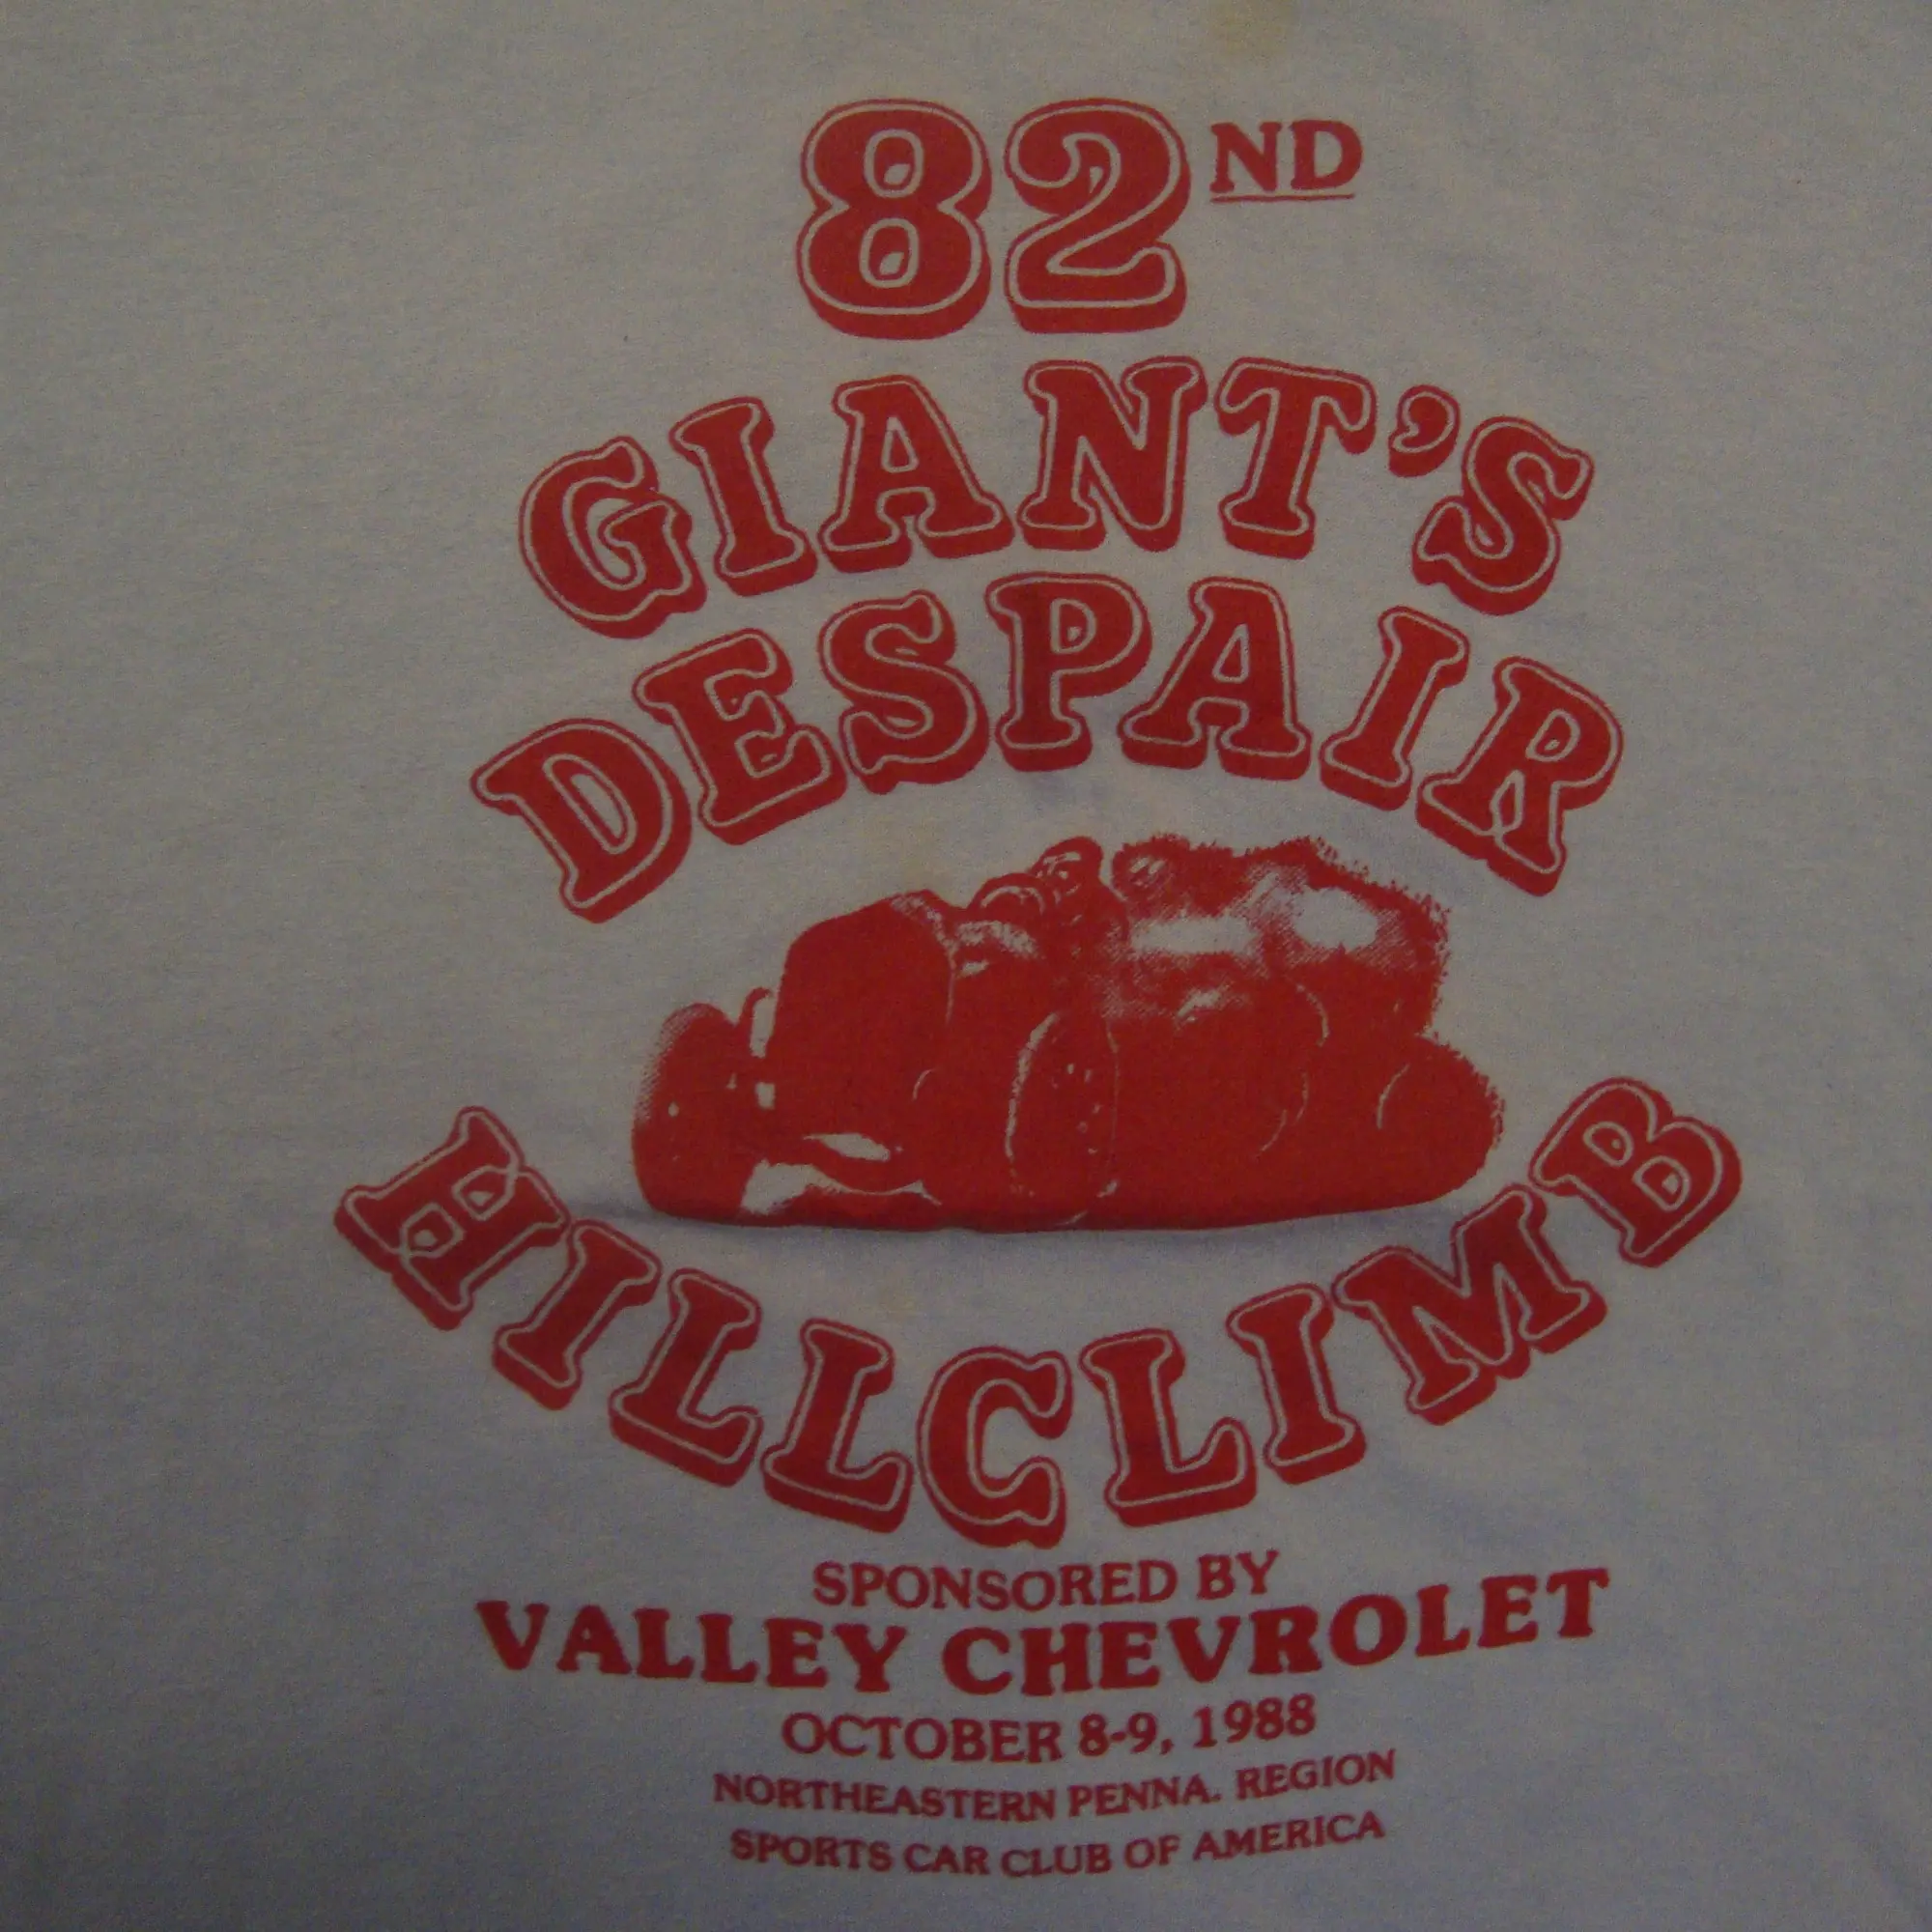 82ND
GIANT'S
DESPAIR
HILLCLIMB
SPONSORED BY
VALLEY CHEVROLET
OCTOBER 8-9, 1988
NORTHEASTERN PENNA. REGION
SPORTS CAR CLUB OF AMERICA